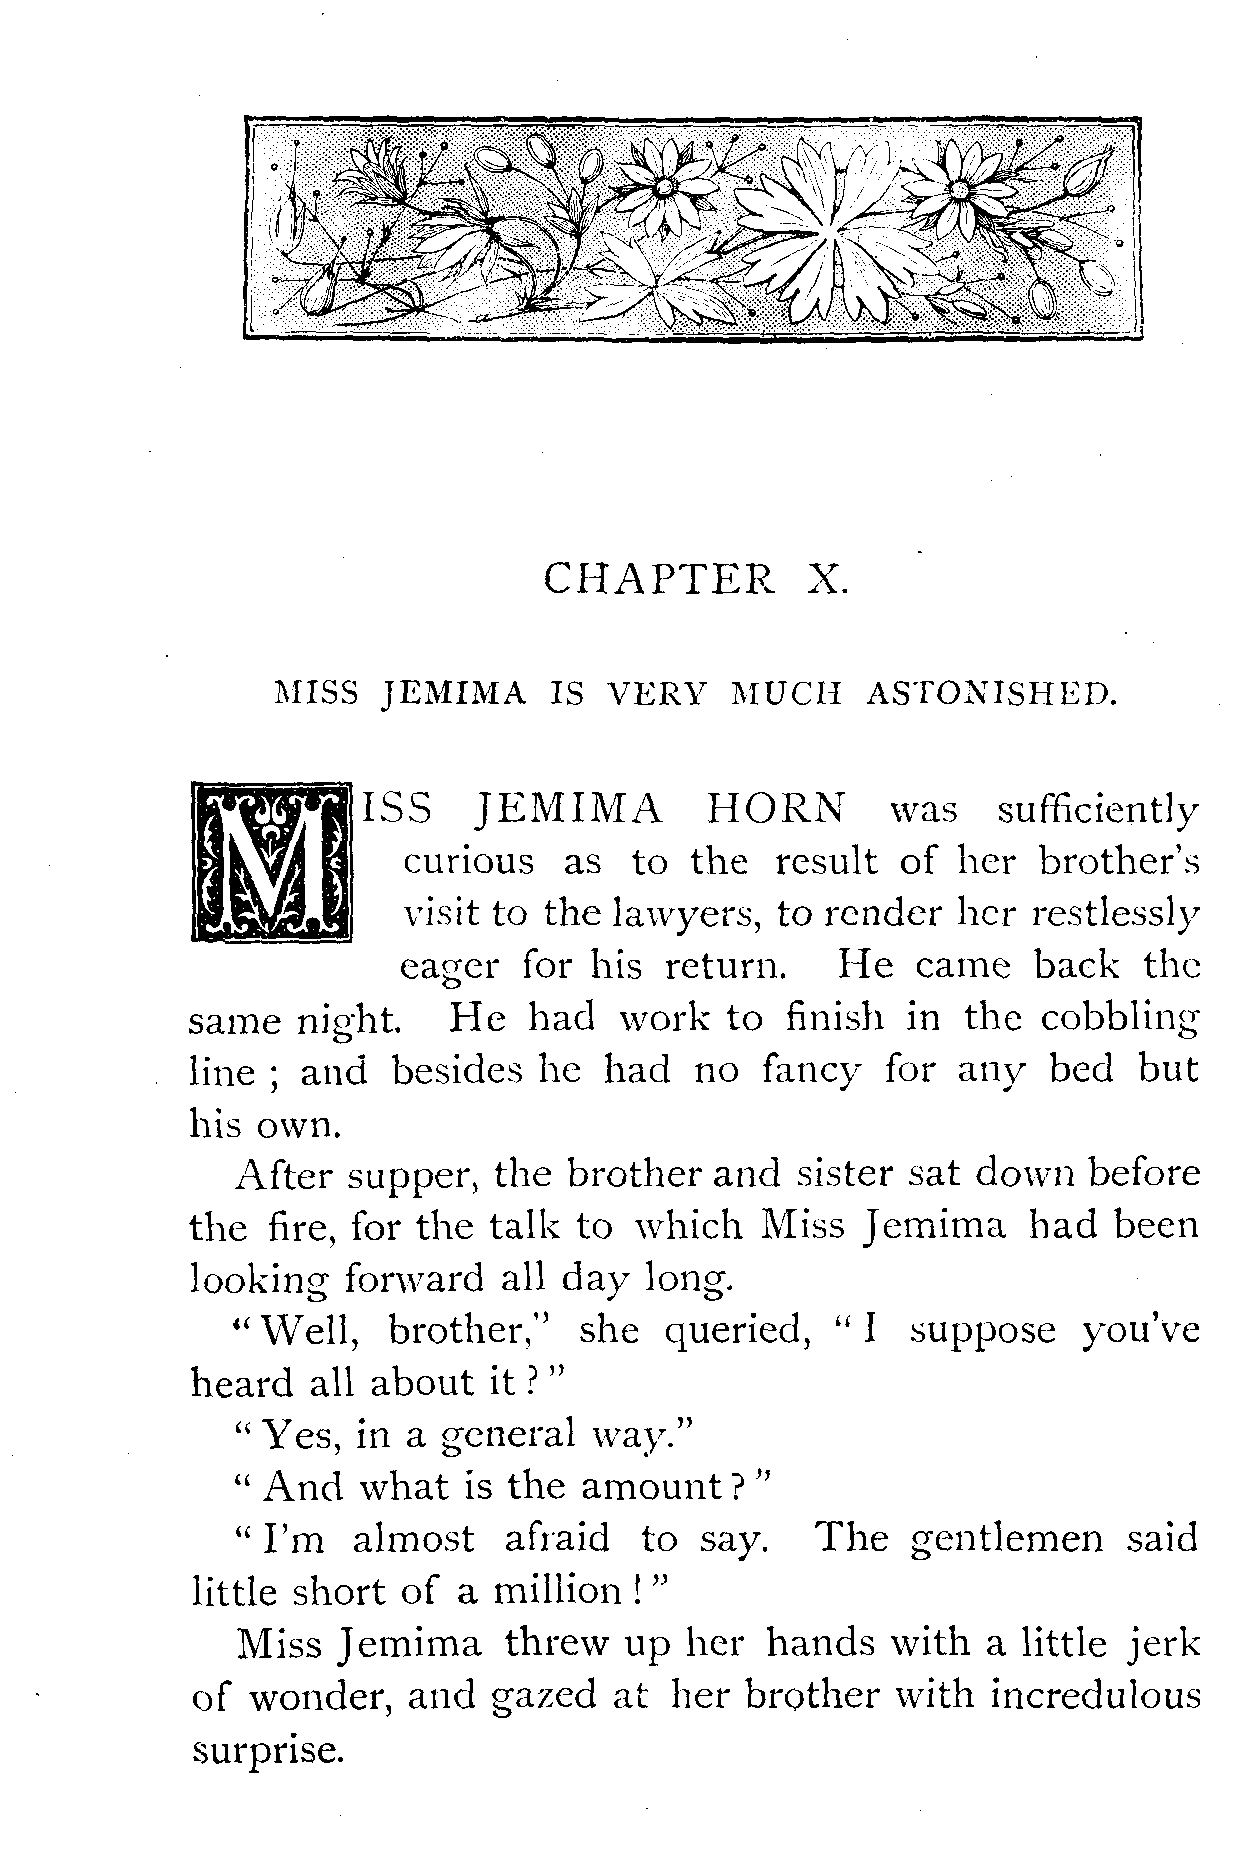 CHAPTER X.
MISS JEMIMA IS VERY MUCH ASTONISHED.
MISS JEMIMA HORN was sufficiently
curious as to the result of her brother's
visit to the lawyers, to render her restlessly
eager for his return. He came back the
same night. He had work to finish in the cobbling
line ; and besides he had no fancy for any bed but
his own.
After supper, the brother and sister sat down before
the fire, for the talk to which Miss Jemima had been
looking forward all day long.
“ Well, brother,” she queried, “ I suppose you've
heard all about it ? ”
“ Yes, in a general way.”
“ And what is the amount ? ”
“ I'm almost afraid to say. The gentlemen said
little short of a million ! ”
Miss Jemima threw up her hands with a little jerk
of wonder, and gazed at her brother with incredulous
surprise.